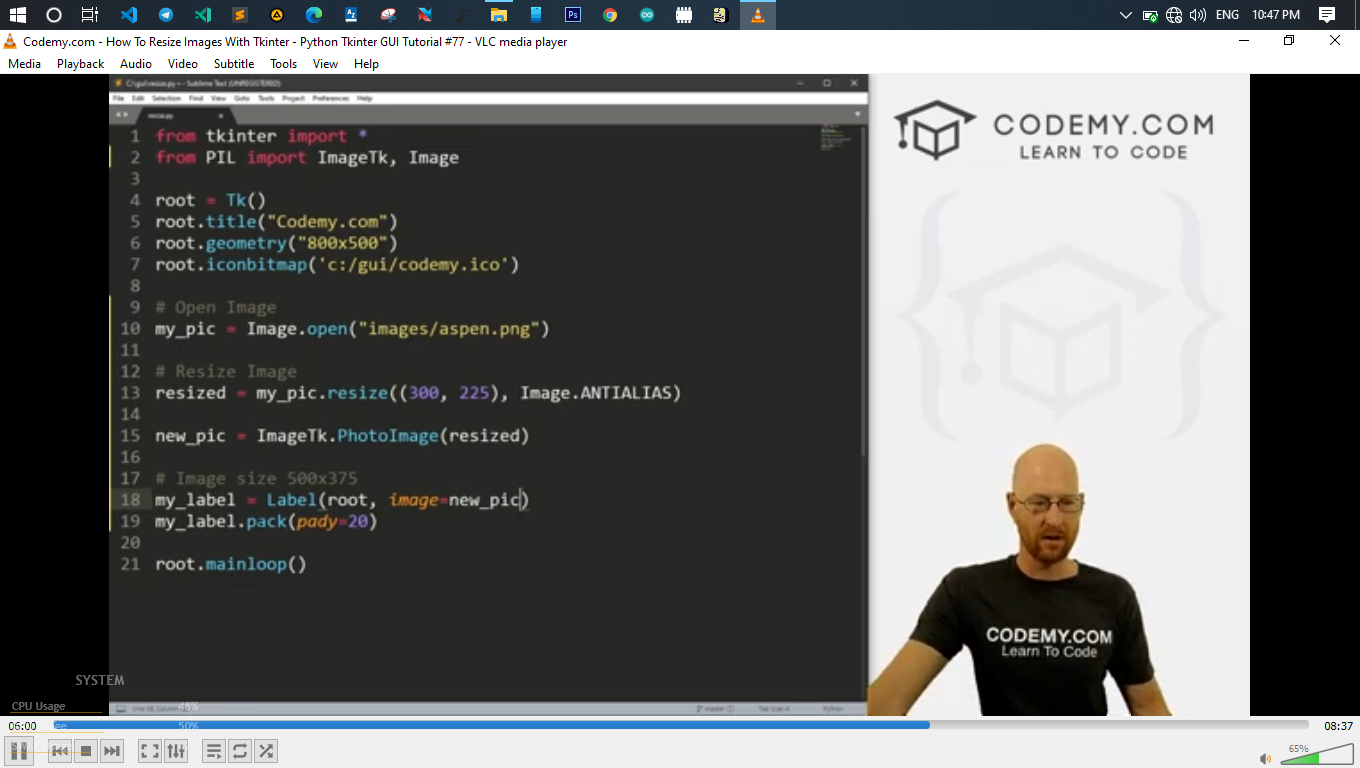 ENG 10:47 PM
Codemy.com - How To Resize Images With Tkinter - Python Tkinter GUI Tutorial #77 - VLC media player
Media Playback Audio Video Subtitle Tools View Help
C:\gui\resize.py • - Sublime Text (UNREGISTERED)
File Edit Selection Find View Goto Tools Project Preferences Help
resize.py
1 from tkinter import *
2 from PIL import ImageTk, Image
3
4 root = Tk()
5 root.title("Codemy.com")
6 root.geometry("800x500")
7 root.iconbitmap('c:/gui/codemy.ico')
8
9 # Open Image
10 my_pic = Image.open("images/aspen.png")
11
12 # Resize Image
13 resized = my_pic.resize((300, 225), Image.ANTIALIAS)
14
15 new_pic = ImageTk.PhotoImage(resized)
16
17 # Image size 500x375
18 my_label = Label(root, image=new_pic)
19 my_label.pack(pady=20)
20
21 root.mainloop()
CODEMY.COM
LEARN TO CODE
CODEMY.COM
Learn To Code
SYSTEM
CPU Usage 48%
50%
master
Tab Size: 4
Python
06:00
08:37
65%